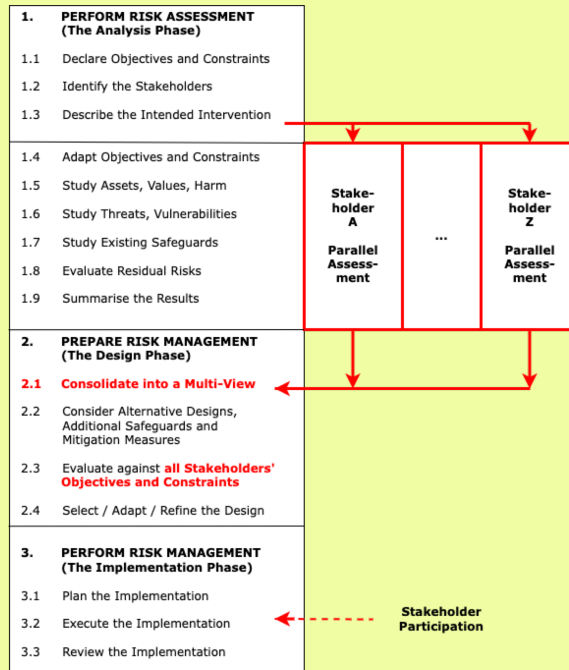 1. PERFORM RISK ASSESSMENT
(The Analysis Phase)
1.1 Declare Objectives and Constraints
1.2 Identify the Stakeholders
1.3 Describe the Intended Intervention
1.4 Adapt Objectives and Constraints
1.5 Study Assets, Values, Harm
1.6 Study Threats, Vulnerabilities
1.7 Study Existing Safeguards
1.8 Evaluate Residual Risks
1.9 Summarise the Results
Stake-
holder
A
Parallel
Assess-
ment
...
Stake-
holder
Z
Parallel
Assess-
ment
2. PREPARE RISK MANAGEMENT
(The Design Phase)
2.1 Consolidate into a Multi-View
2.2 Consider Alternative Designs,
Additional Safeguards and
Mitigation Measures
2.3 Evaluate against all Stakeholders'
Objectives and Constraints
2.4 Select / Adapt / Refine the Design
3. PERFORM RISK MANAGEMENT
(The Implementation Phase)
3.1 Plan the Implementation
3.2 Execute the Implementation
3.3 Review the Implementation
Stakeholder
Participation